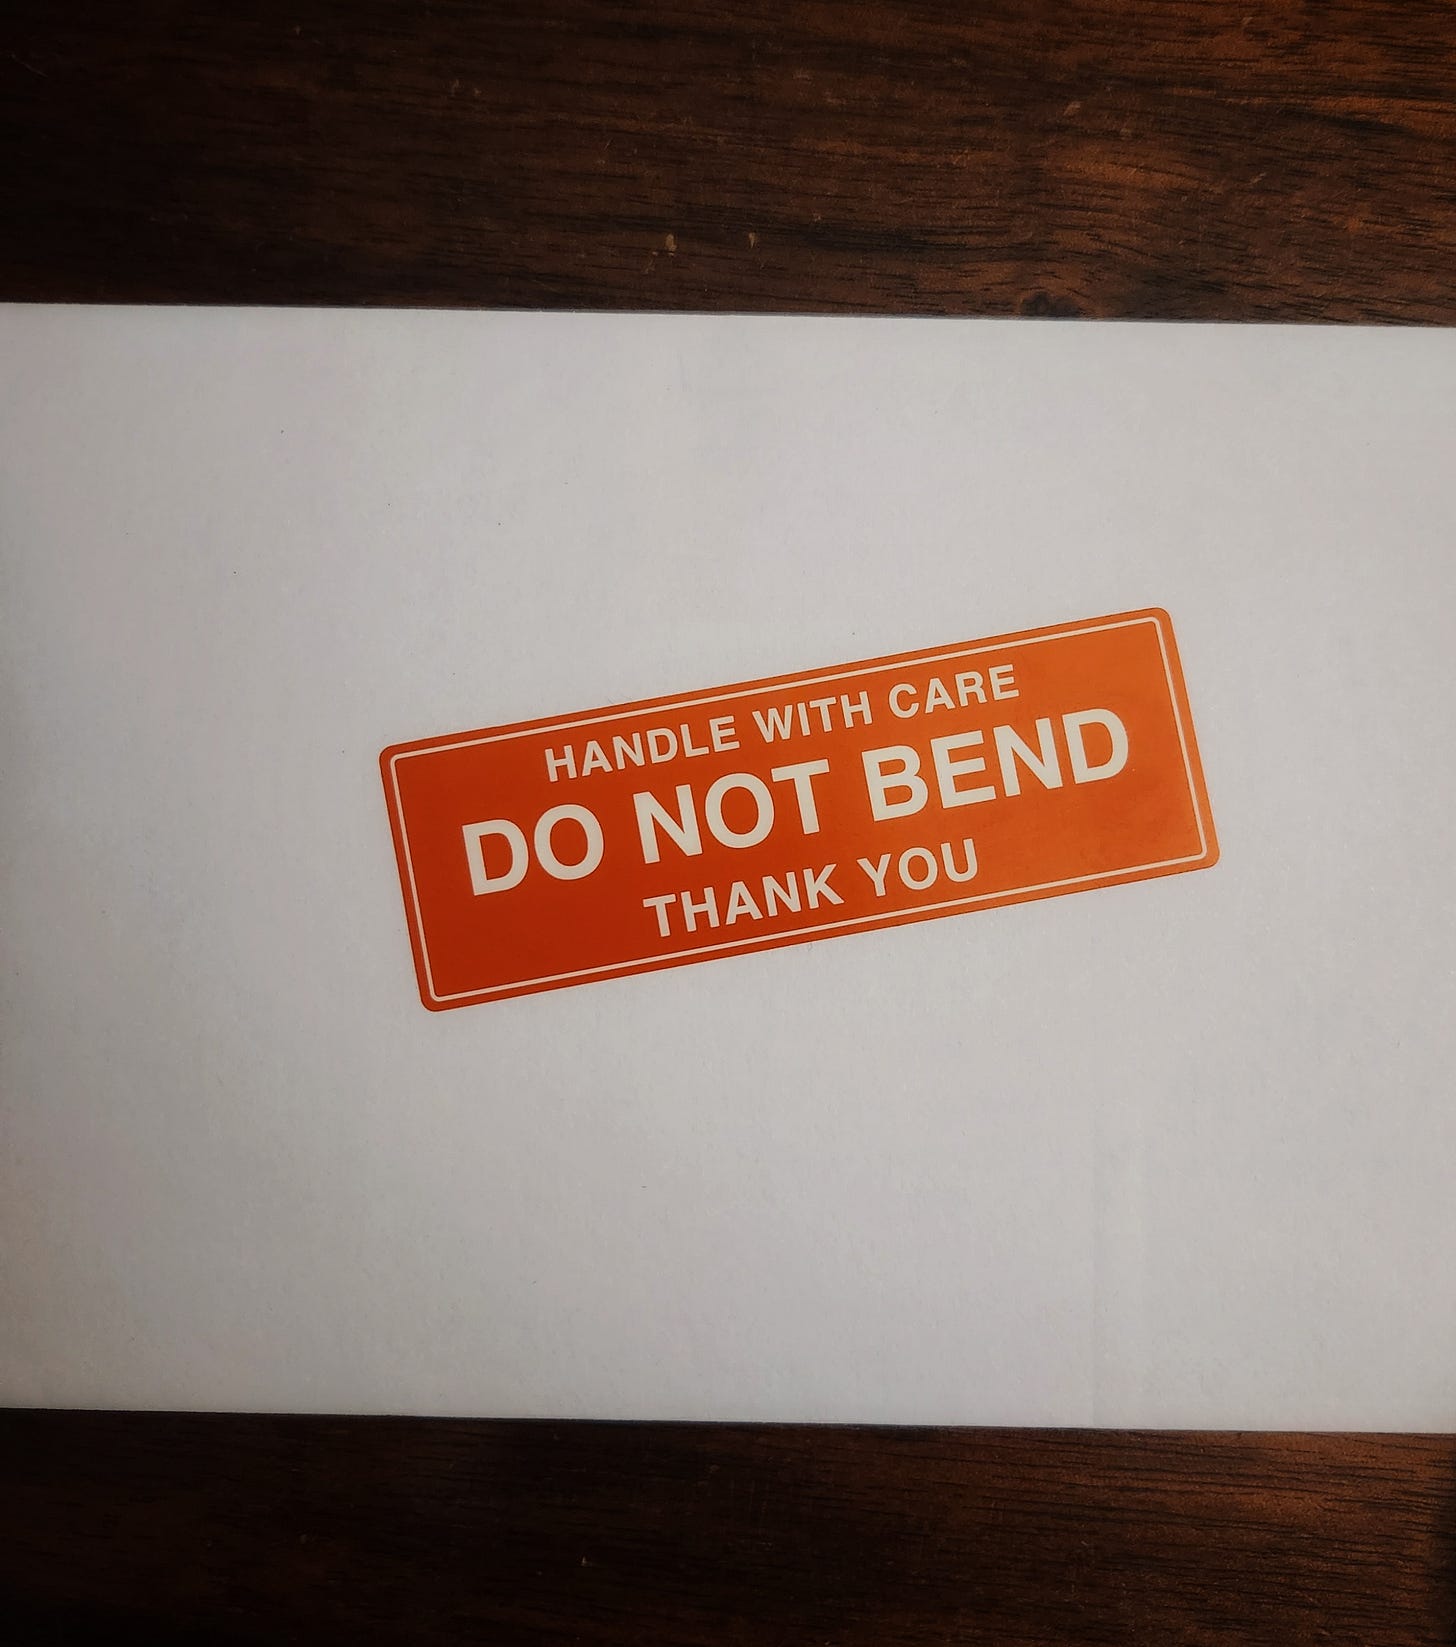 HANDLE WITH CARE
DO NOT BEND
THANK YOU